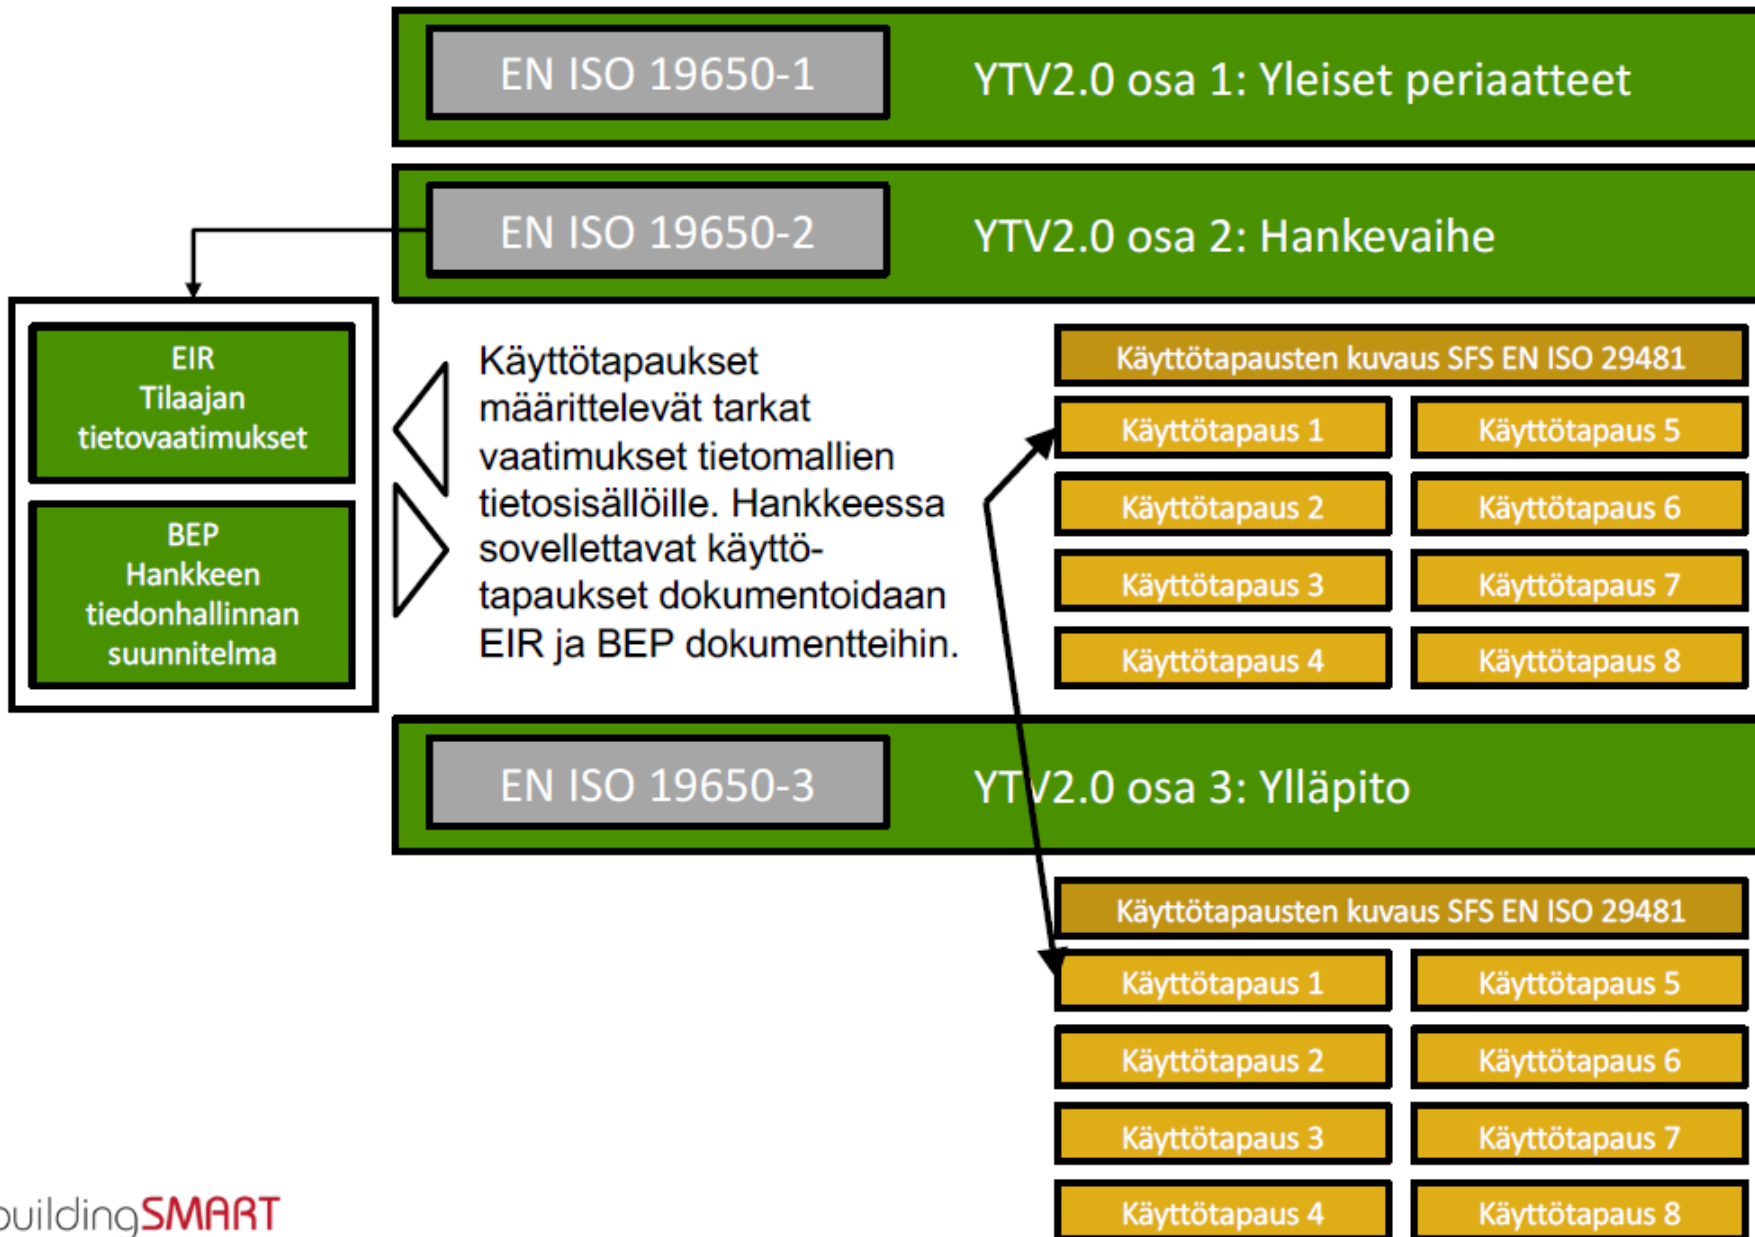 EN ISO 19650-1
YTV2.0 osa 1: Yleiset periaatteet
EN ISO 19650-2
YTV2.0 osa 2: Hankevaihe
EIR
Tilaajan
tietovaatimukset
BEP
Hankkeen
tiedonhallinnan
suunnitelma
Käyttötapaukset
määrittelevät tarkat
vaatimukset tietomallien
tietosisällöille. Hankkeessa
sovellettavat käyttö-
tapaukset dokumentoidaan
EIR ja BEP dokumentteihin.
Käyttötapausten kuvaus SFS EN ISO 29481
Käyttötapaus 1
Käyttötapaus 5
Käyttötapaus 2
Käyttötapaus 6
Käyttötapaus 3
Käyttötapaus 7
Käyttötapaus 4
Käyttötapaus 8
EN ISO 19650-3
YTV2.0 osa 3: Ylläpito
Käyttötapausten kuvaus SFS EN ISO 29481
Käyttötapaus 1
Käyttötapaus 5
Käyttötapaus 2
Käyttötapaus 6
Käyttötapaus 3
Käyttötapaus 7
Käyttötapaus 4
Käyttötapaus 8
buildingSMART